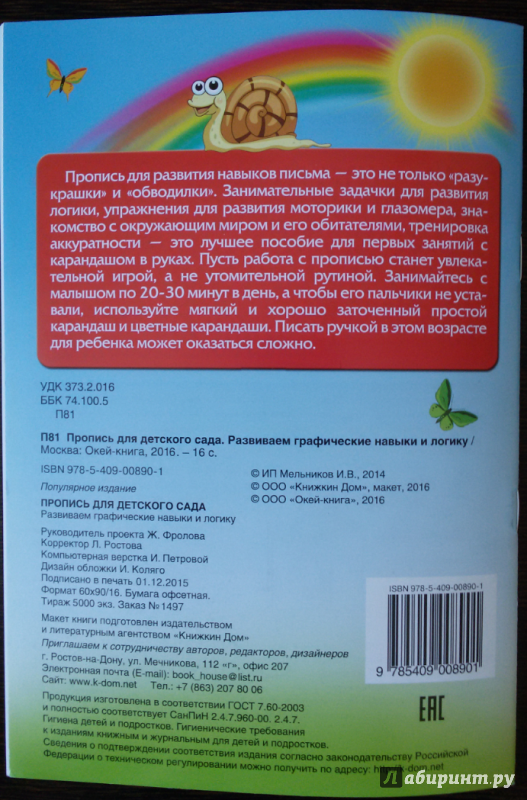 Пропись для развития навыков письма — это не только «разу-
крашки» и «обводилки». Занимательные задачки для развития
логики, упражнения для развития моторики и глазомера, зна-
комство с окружающим миром и его обитателями, тренировка
аккуратности — это лучшее пособие для первых занятий с
карандашом в руках. Пусть работа с прописью станет увлека-
тельной игрой, а не утомительной рутиной. Занимайтесь с
малышом по 20-30 минут в день, а чтобы его пальчики не уста-
вали, используйте мягкий и хорошо заточенный простой
карандаш и цветные карандаши. Писать ручкой в этом возрасте
для ребенка может оказаться сложно.
УДК 373.2.016
ББК 74.100.5
П81
П81 Пропись для детского сада. Развиваем графические навыки и логику /
Москва: Окей-книга, 2016. – 16 с.
ISBN 978-5-409-00890-1
© ИП Мельников И.В., 2014
© ООО «Книжкин Дом», макет, 2016
© ООО «Окей-книга», 2016
Популярное издание
ПРОПИСЬ ДЛЯ ДЕТСКОГО САДА
Развиваем графические навыки и логику
Руководитель проекта Ж. Фролова
Корректор Л. Ростова
Компьютерная верстка И. Петровой
Дизайн обложки И. Коляго
Подписано в печать 01.12.2015
Формат 60х90/16. Бумага офсетная.
Тираж 5000 экз. Заказ №1497
Макет книги подготовлен издательством
и литературным агентством «Книжкин Дом»
Приглашаем к сотрудничеству авторов, редакторов, дизайнеров
г. Ростов-на-Дону, ул. Мечникова, 112 «г», офис 207
Электронная почта (E-mail): book_house@list.ru
Сайт: www.k-dom.net Тел.: +7 (863) 207 80 06
ISBN 978-5-409-00890-1
9 785409 008901
Продукция изготовлена в соответствии ГОСТ 7.60-2003
и полностью соответствует СанПиН 2.4.7.960-00. 2.4.7.
Гигиена детей и подростков. Гигиенические требования
к изданиям книжным и журнальным для детей и подростков.
Сведения о подтверждении соответствия издания согласно законодательству Российской
Федерации о техническом регулировании можно получить по адресу: http://k-dom.net
ЕАС
Лабиринт.ру